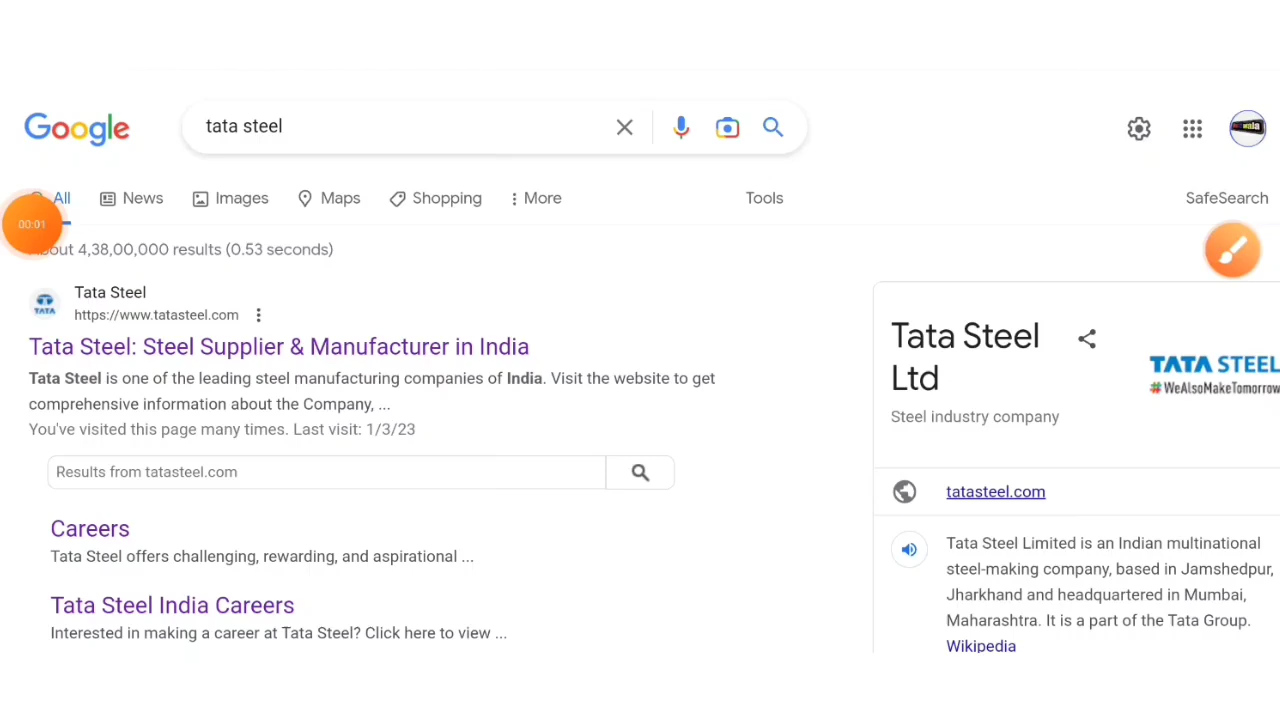 Google
tata steel
All
News
Images
Maps
Shopping
More
Tools
SafeSearch
00:01
About 4,38,00,000 results (0.53 seconds)
TATA
Tata Steel
https://www.tatasteel.com
Tata Steel: Steel Supplier & Manufacturer in India
Tata Steel is one of the leading steel manufacturing companies of India. Visit the website to get
comprehensive information about the Company, ...
You've visited this page many times. Last visit: 1/3/23
Results from tatasteel.com
Careers
Tata Steel offers challenging, rewarding, and aspirational ...
Tata Steel India Careers
Interested in making a career at Tata Steel? Click here to view ...
Tata Steel
Ltd
Steel industry company
TATA STEEL
#WeAlsoMakeTomorrow
tatasteel.com
Tata Steel Limited is an Indian multinational
steel-making company, based in Jamshedpur,
Jharkhand and headquartered in Mumbai,
Maharashtra. It is a part of the Tata Group.
Wikipedia